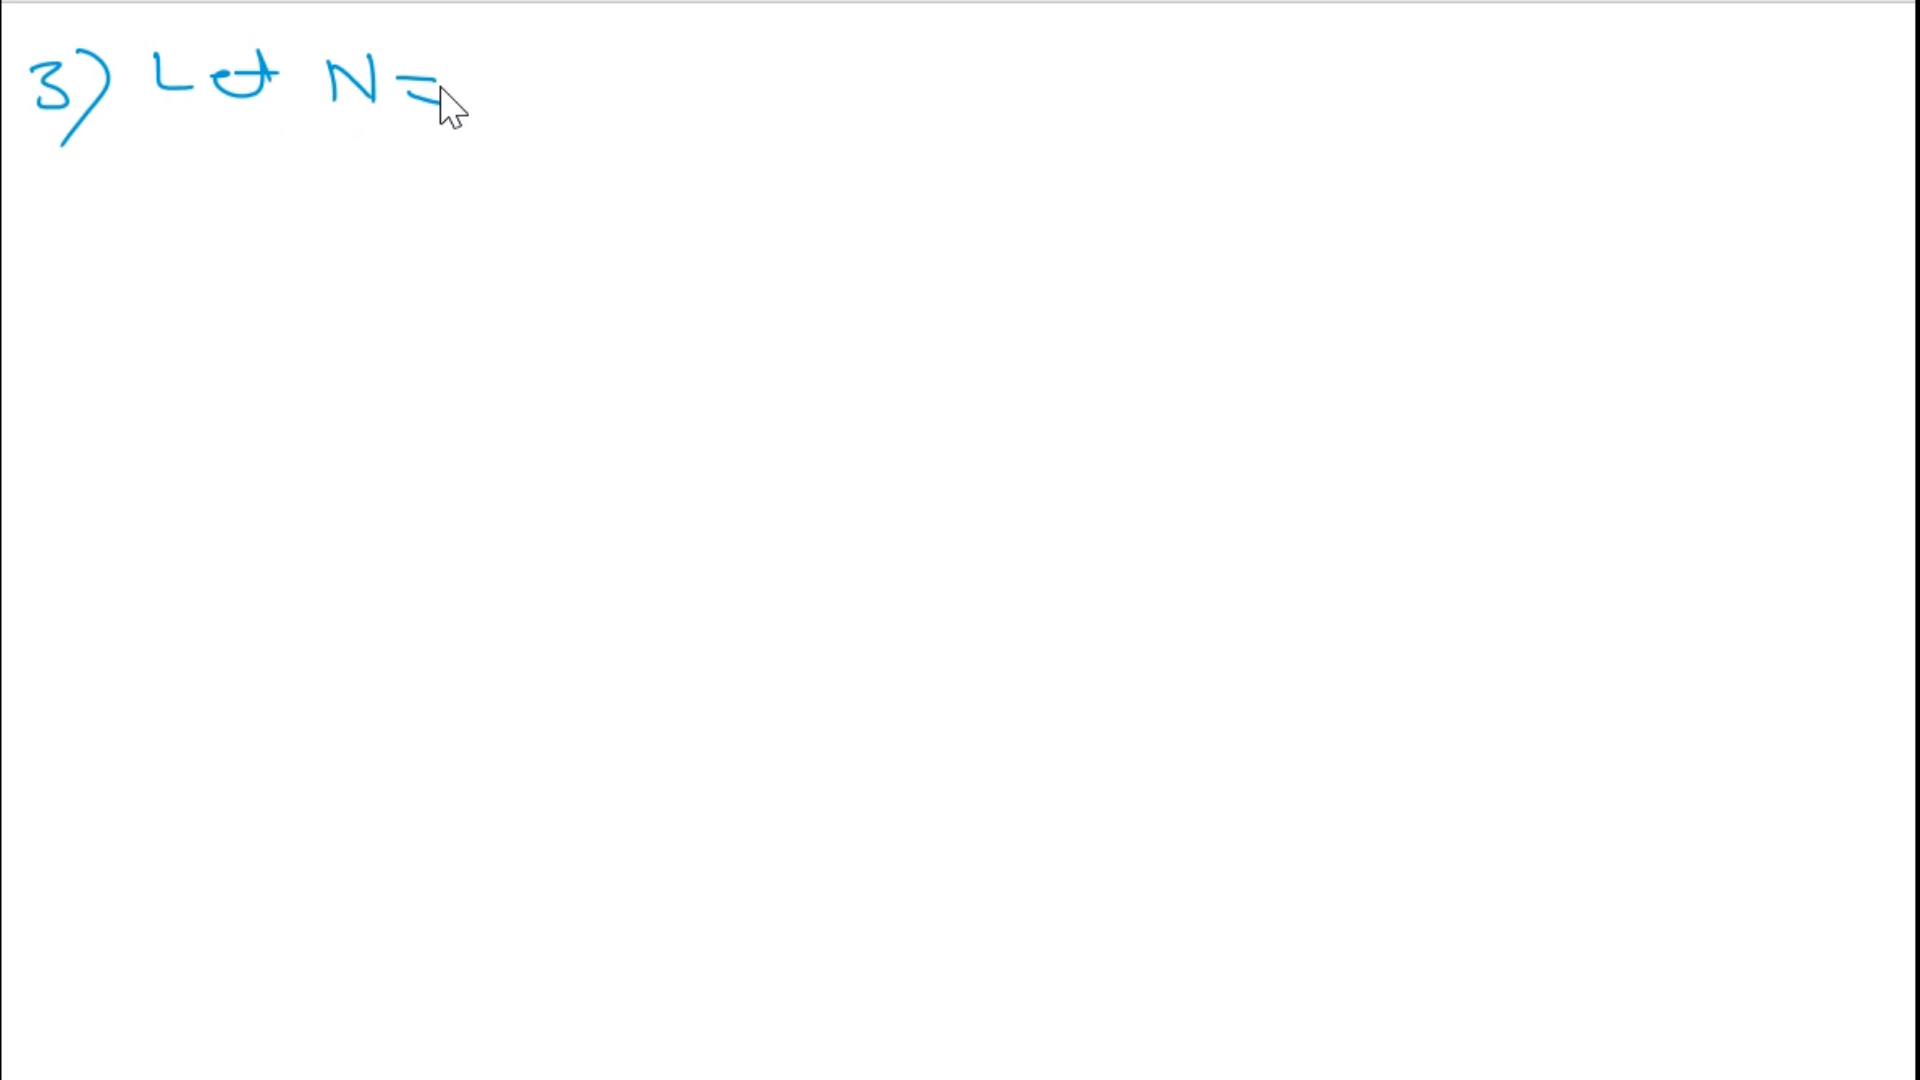 3) Let N =